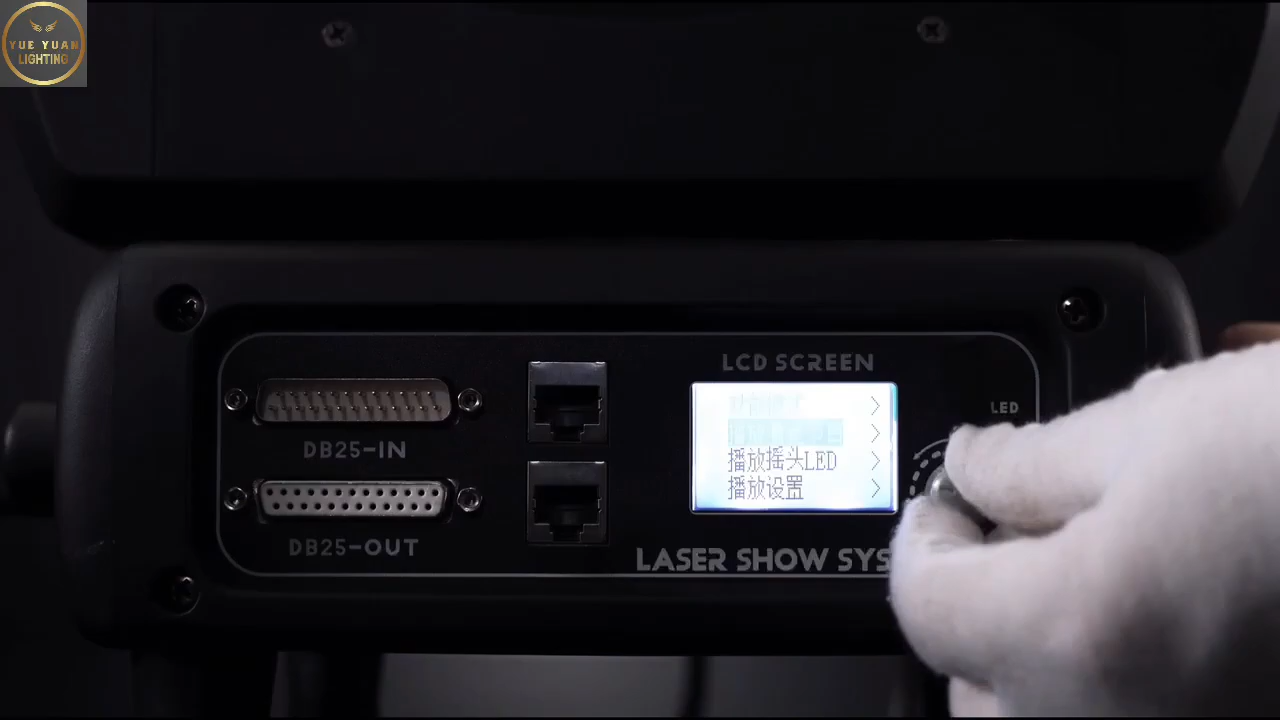 YUE YUAN
LIGHTING
LCD SCREEN
LED
播放摇头LED
播放设置
DB25-IN
DB25-OUT
LASER SHOW SYS